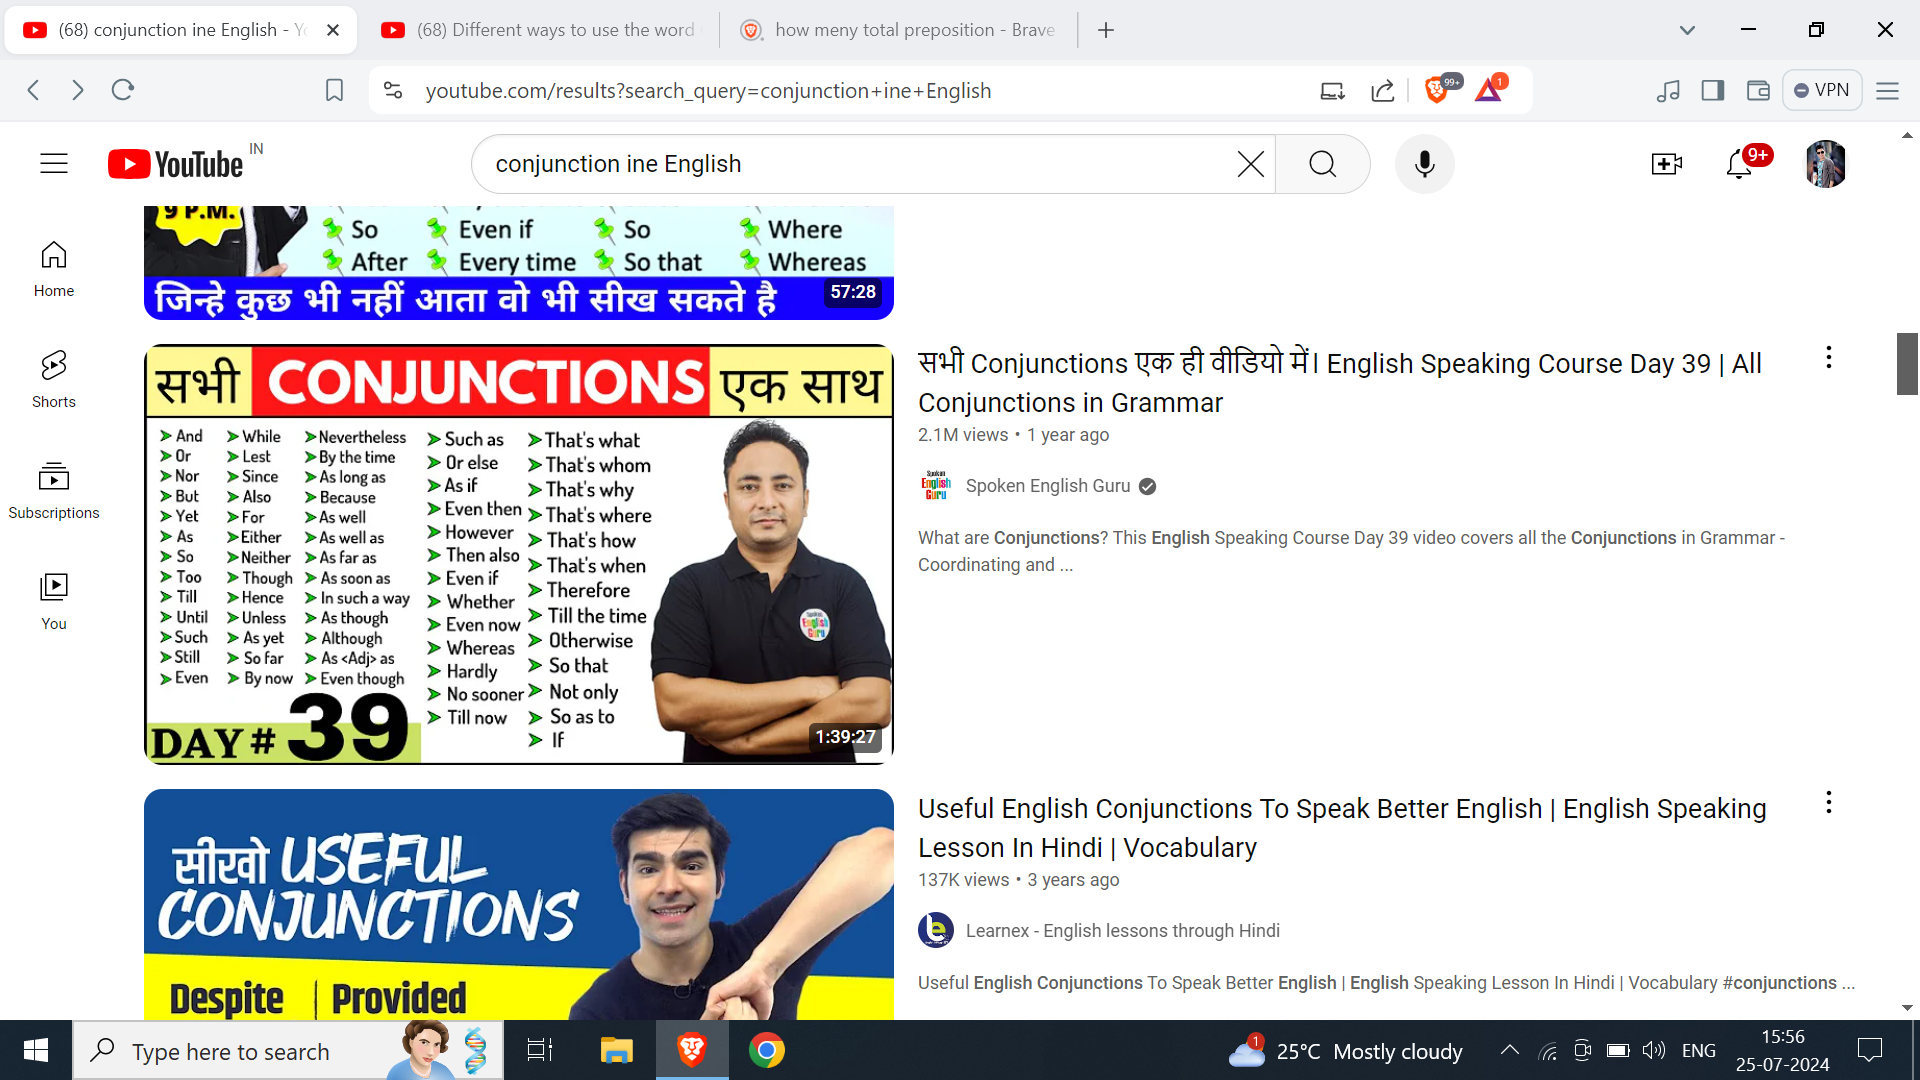 (68) conjunction ine English - Yo
(68) Different ways to use the word
how meny total preposition - Brave
youtube.com/results?search_query=conjunction+ine+English
99+
1
VPN
YouTube IN
conjunction ine English
9+
Home
Shorts
Subscriptions
You
9 P.M.
So
Even if
So
Where
After
Every time
So that
Whereas
जिन्हे कुछ भी नहीं आता वो भी सीख सकते है
57:28
सभी CONJUNCTIONS एक साथ
And
Or
Nor
But
Yet
As
So
Too
Till
Until
Such
Still
Even
While
Lest
Since
Also
For
Either
Neither
Though
Hence
Unless
As yet
So far
By now
Nevertheless
By the time
As long as
Because
As well
As well as
As far as
As soon as
In such a way
As though
Although
As <Adj> as
Even though
Such as
Or else
As if
Even then
However
Then also
Even if
Whether
Even now
Whereas
Hardly
No sooner
Till now
That's what
That's whom
That's why
That's where
That's how
That's when
Therefore
Till the time
Otherwise
So that
Not only
So as to
If
Spoken
English
Guru
DAY # 39
1:39:27
सभी Conjunctions एक ही वीडियो में। English Speaking Course Day 39 | All
Conjunctions in Grammar
2.1M views • 1 year ago
Spoken
English
Guru
Spoken English Guru
What are Conjunctions? This English Speaking Course Day 39 video covers all the Conjunctions in Grammar -
Coordinating and ...
सीखो USEFUL
CONJUNCTIONS
Despite | Provided
Useful English Conjunctions To Speak Better English | English Speaking
Lesson In Hindi | Vocabulary
137K views • 3 years ago
Learnex - English lessons through Hindi
Useful English Conjunctions To Speak Better English | English Speaking Lesson In Hindi | Vocabulary #conjunctions ...
Type here to search
1
25°C Mostly cloudy
ENG
15:56
25-07-2024